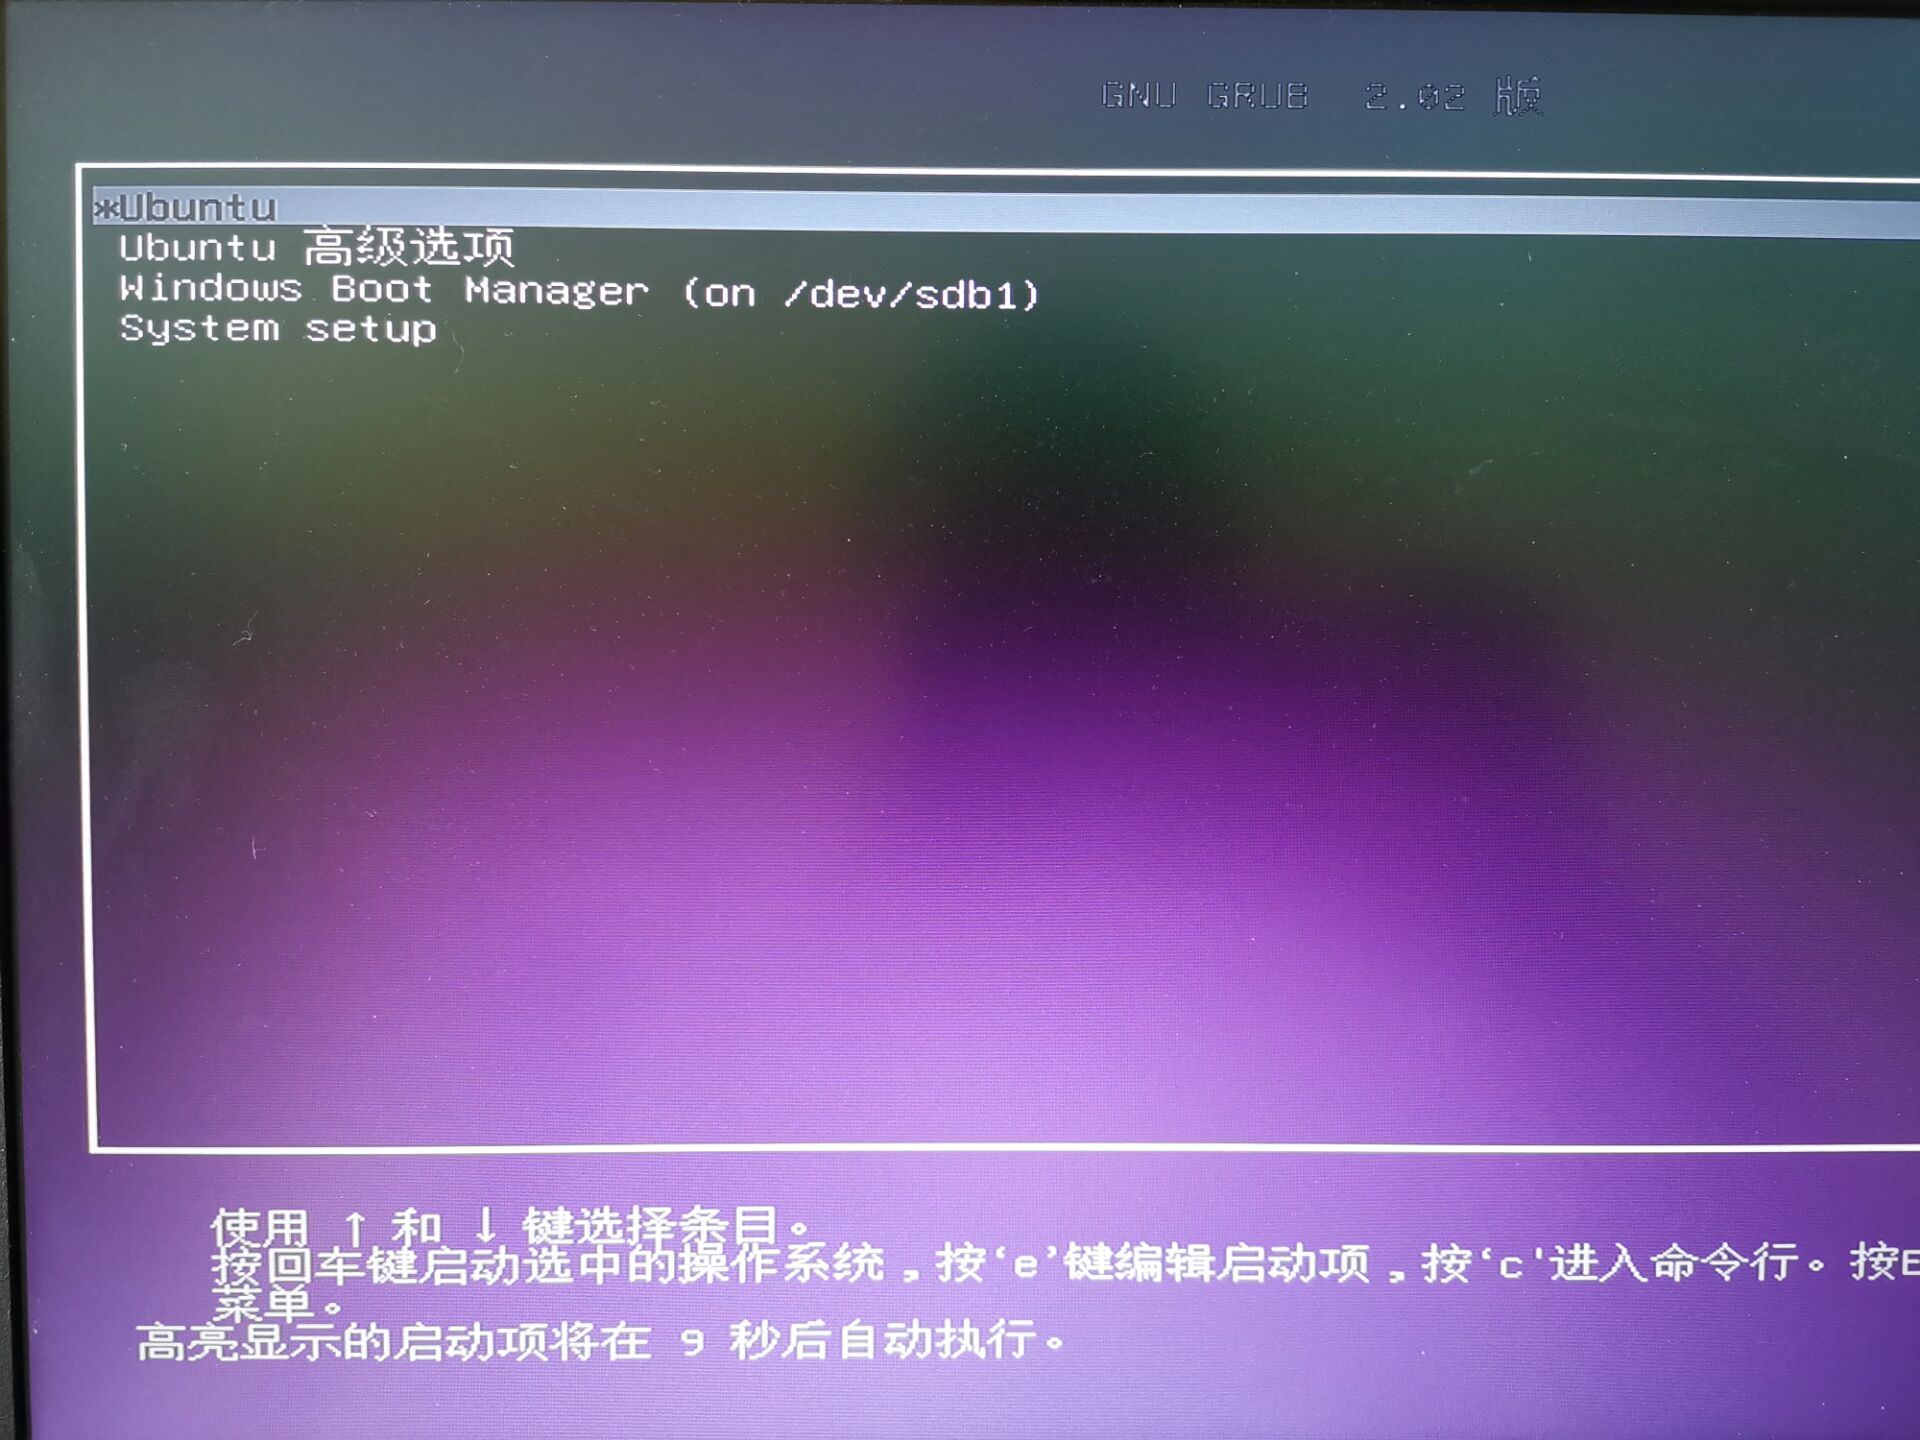 GNU GRUB 2.02 版
*Ubuntu
Ubuntu 高级选项
Windows Boot Manager (on /dev/sdb1)
System setup
使用 ↑ 和 ↓ 键选择条目。
按回车键启动选中的操作系统，按‘e’键编辑启动项，按‘c'进入命令行。按E
菜单。
高亮显示的启动项将在 9 秒后自动执行。